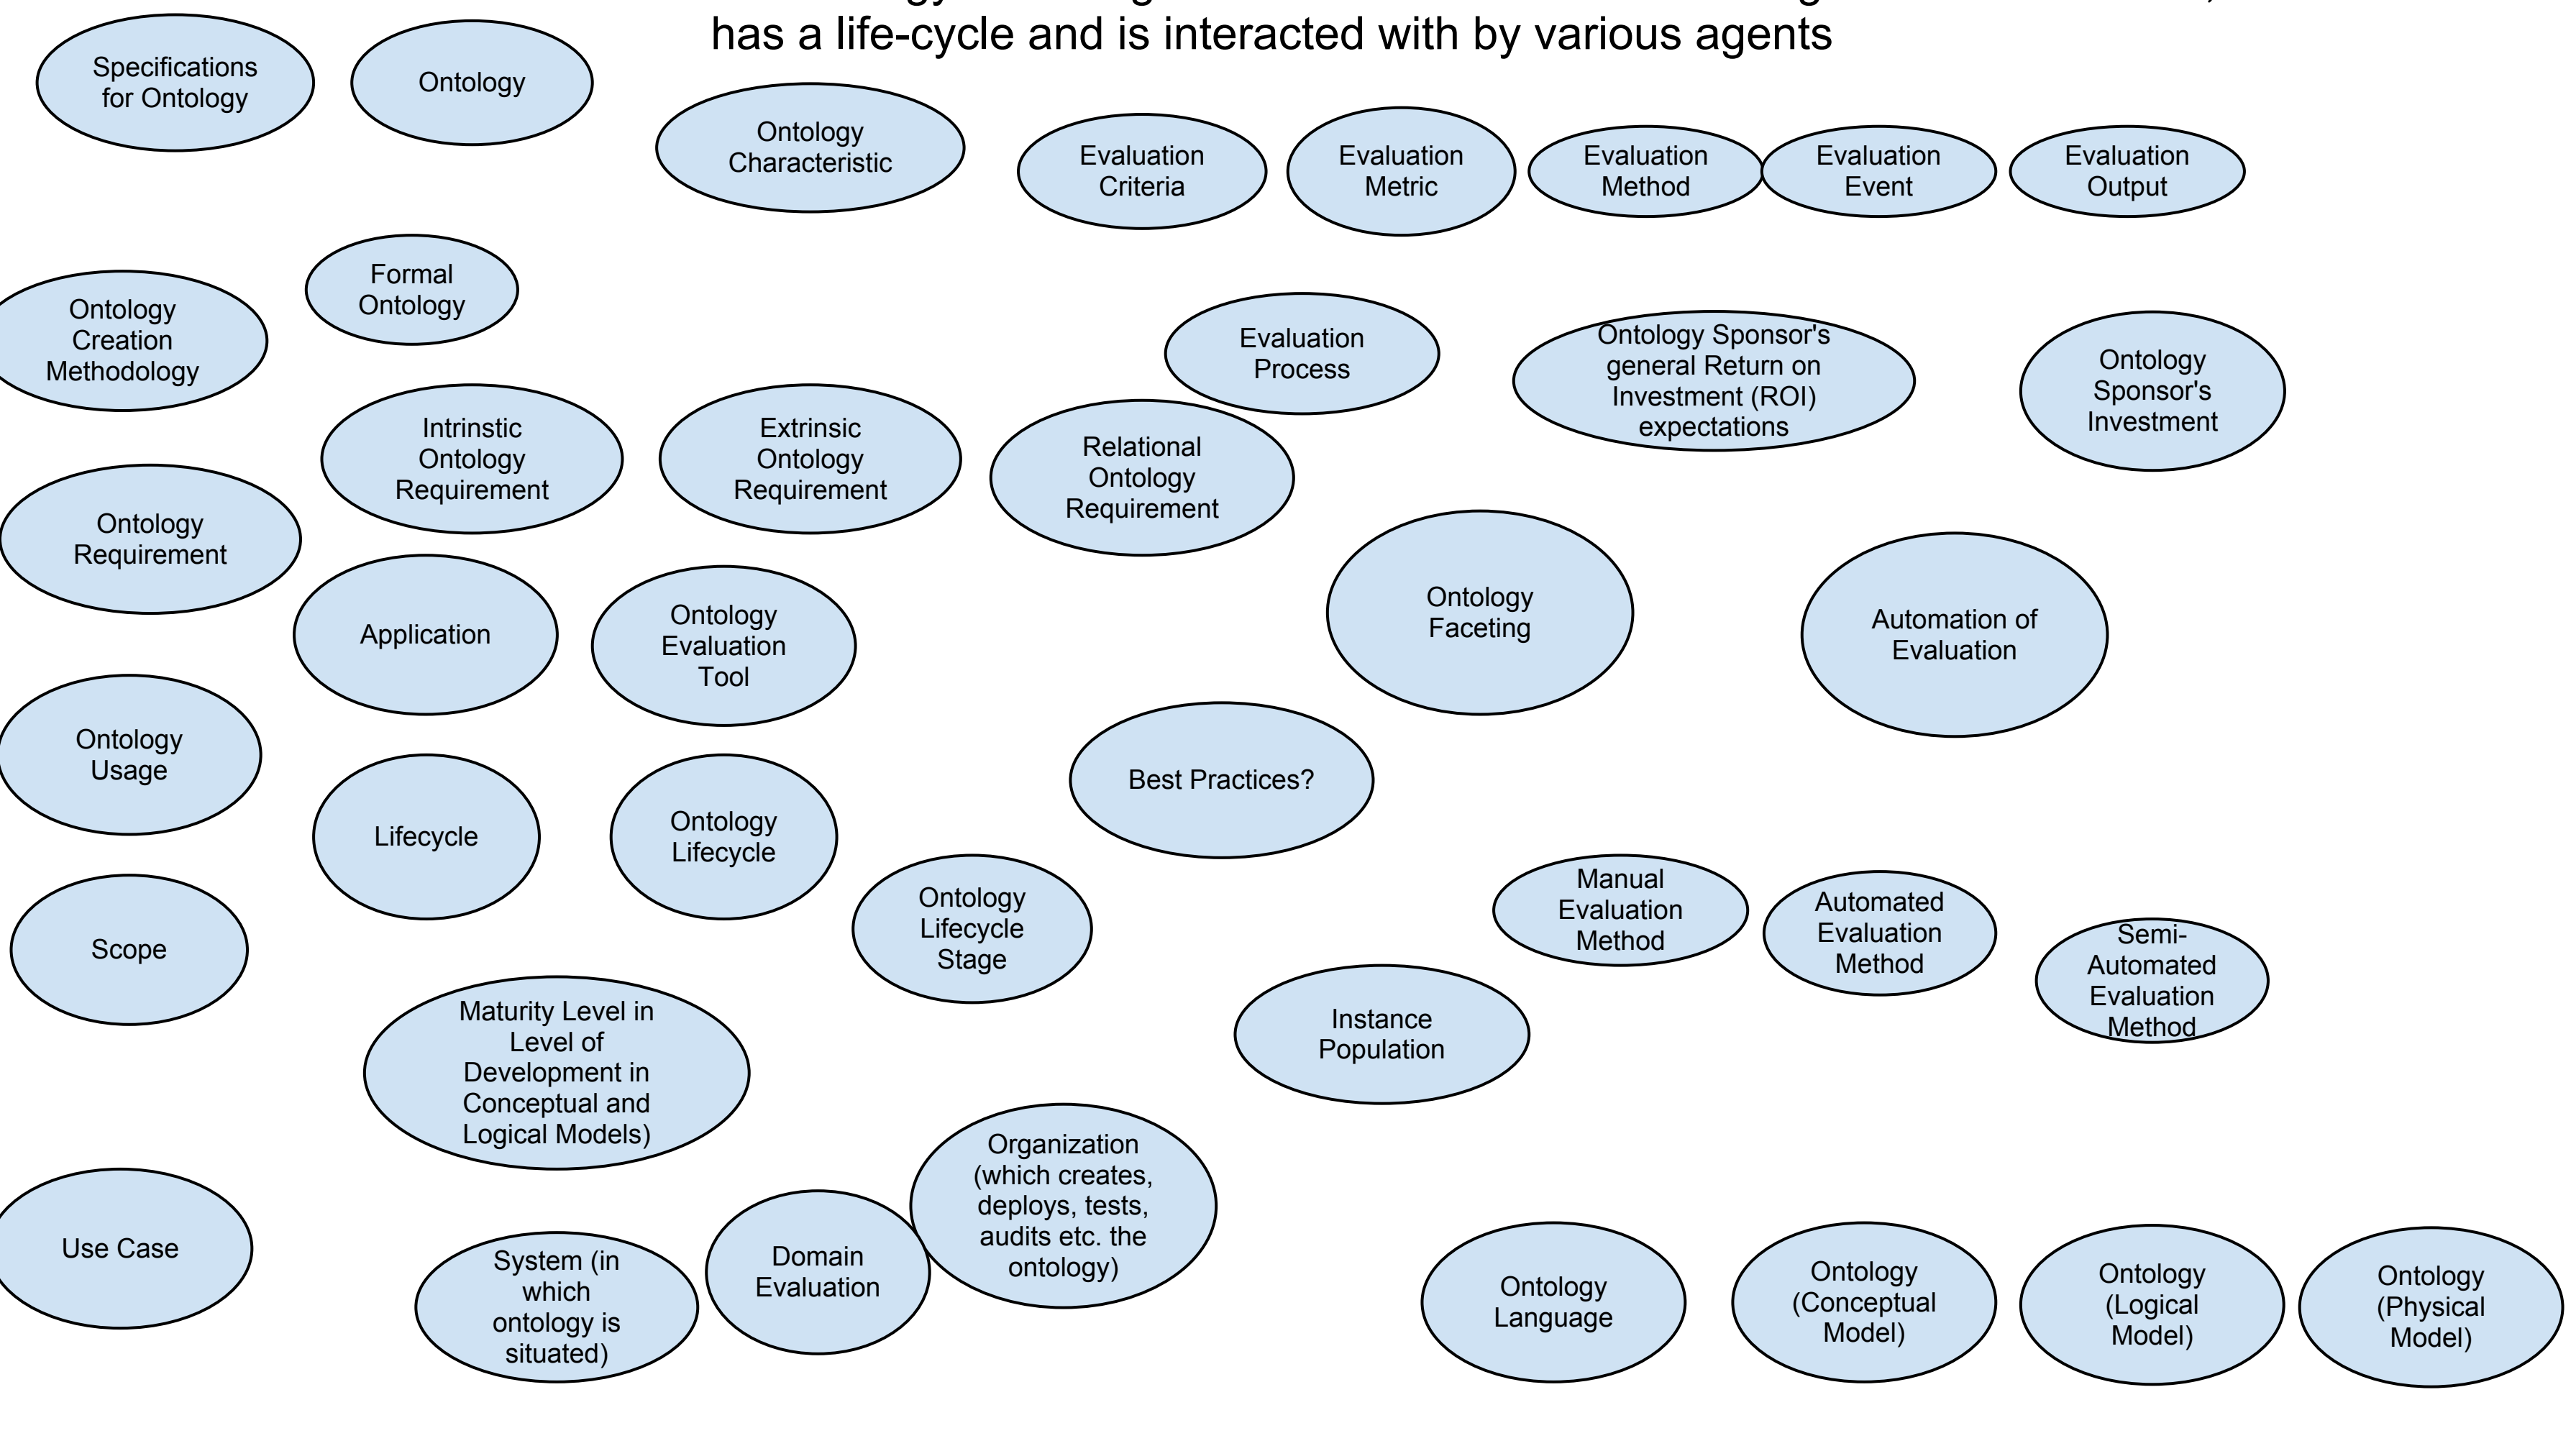 has a life-cycle and is interacted with by various agents
Specifications
for Ontology
Ontology
Ontology
Characteristic
Evaluation
Criteria
Evaluation
Metric
Evaluation
Method
Evaluation
Event
Evaluation
Output
Formal
Ontology
Ontology
Creation
Methodology
Evaluation
Process
Ontology Sponsor's
general Return on
Investment (ROI)
expectations
Ontology
Sponsor's
Investment
Intrinstic
Ontology
Requirement
Extrinsic
Ontology
Requirement
Relational
Ontology
Requirement
Ontology
Requirement
Application
Ontology
Evaluation
Tool
Ontology
Faceting
Automation of
Evaluation
Ontology
Usage
Best Practices?
Lifecycle
Ontology
Lifecycle
Ontology
Lifecycle
Stage
Manual
Evaluation
Method
Automated
Evaluation
Method
Semi-
Automated
Evaluation
Method
Scope
Maturity Level in
Level of
Development in
Conceptual and
Logical Models)
Instance
Population
Organization
(which creates,
deploys, tests,
audits etc. the
ontology)
Use Case
System (in
which
ontology is
situated)
Domain
Evaluation
Ontology
Language
Ontology
(Conceptual
Model)
Ontology
(Logical
Model)
Ontology
(Physical
Model)